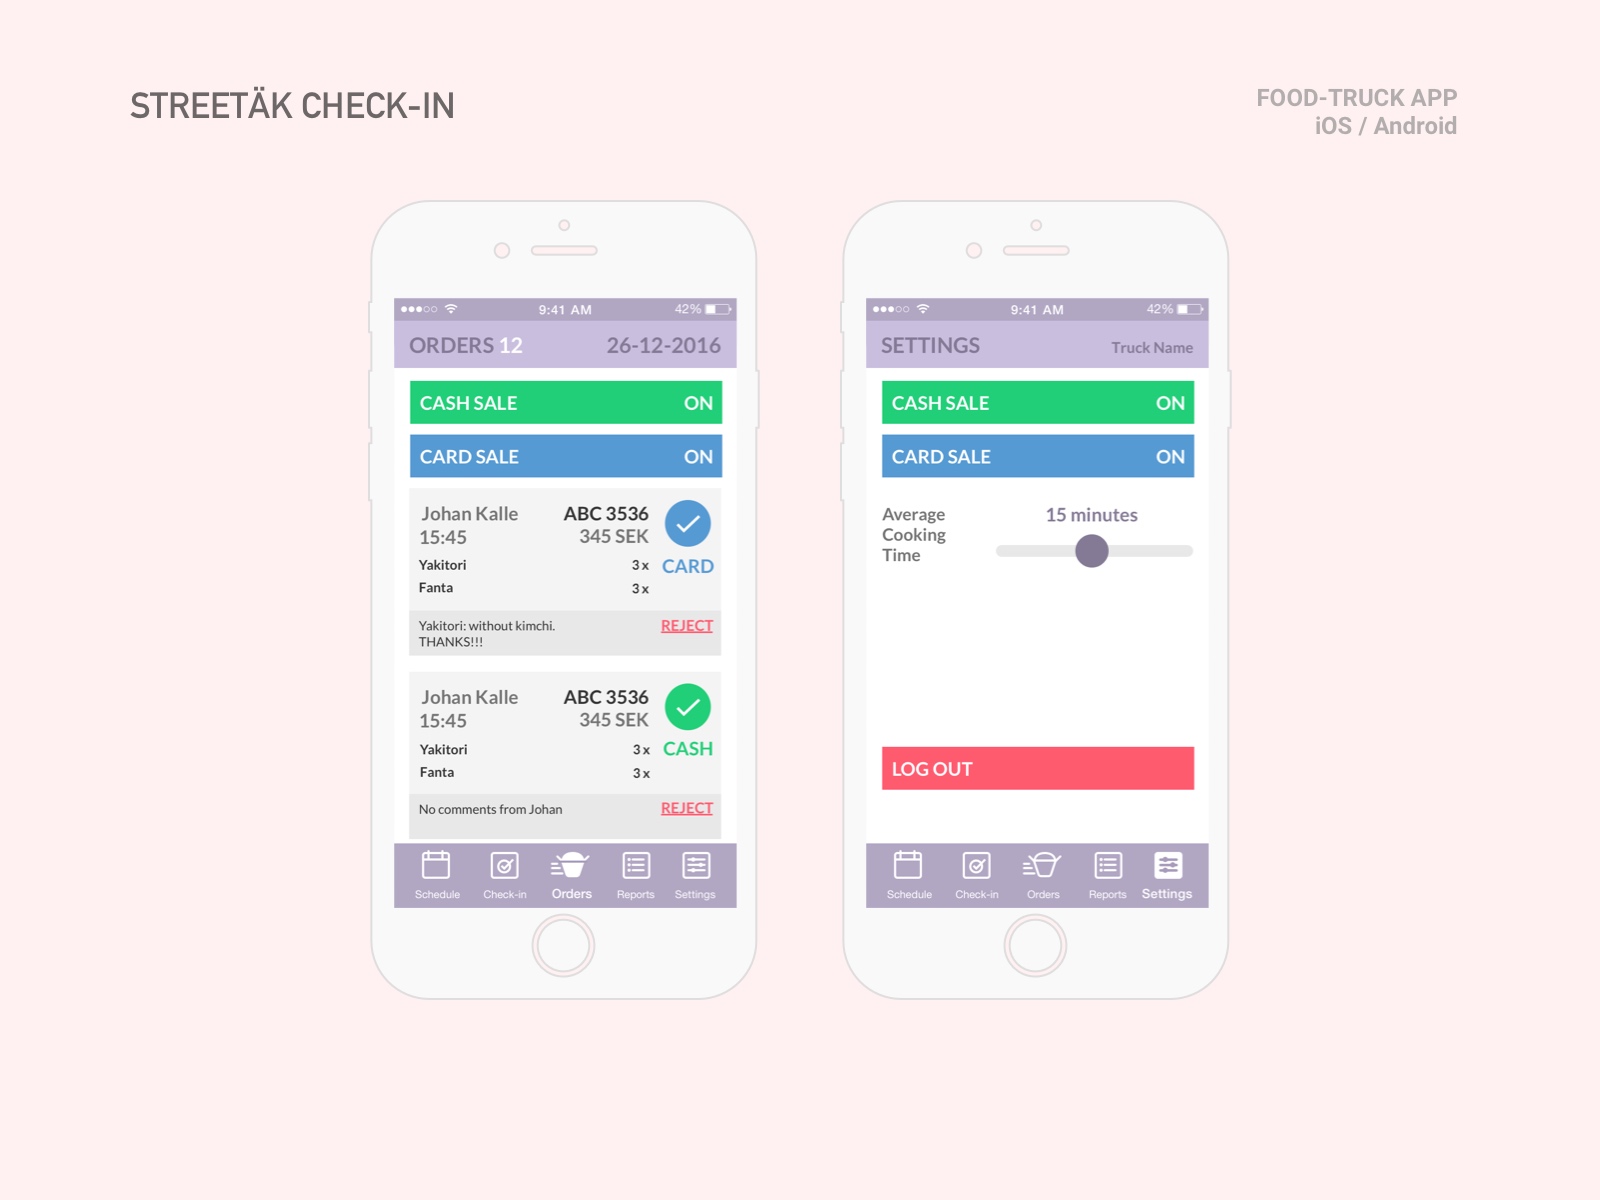 STREETÄK CHECK-IN
FOOD-TRUCK APP
iOS / Android
9:41 AM
42%
ORDERS 12
26-12-2016
CASH SALE ON
CARD SALE ON
Johan Kalle ABC 3536
15:45 345 SEK
Yakitori 3 x CARD
Fanta 3 x
Yakitori: without kimchi. REJECT
THANKS!!!
Johan Kalle ABC 3536
15:45 345 SEK
Yakitori 3 x CASH
Fanta 3 x
No comments from Johan REJECT
Schedule Check-in Orders Reports Settings
9:41 AM
42%
SETTINGS
Truck Name
CASH SALE ON
CARD SALE ON
Average
Cooking
Time
15 minutes
LOG OUT
Schedule Check-in Orders Reports Settings